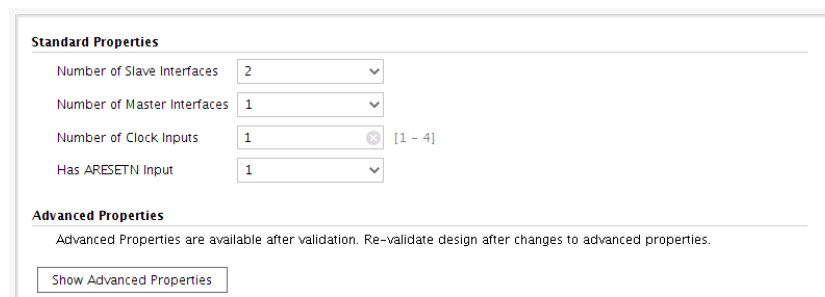 Standard Properties
Number of Slave Interfaces 2
Number of Master Interfaces 1
Number of Clock Inputs 1 [1 - 4]
Has ARESETN Input 1
Advanced Properties
Advanced Properties are available after validation. Re-validate design after changes to advanced properties.
Show Advanced Properties